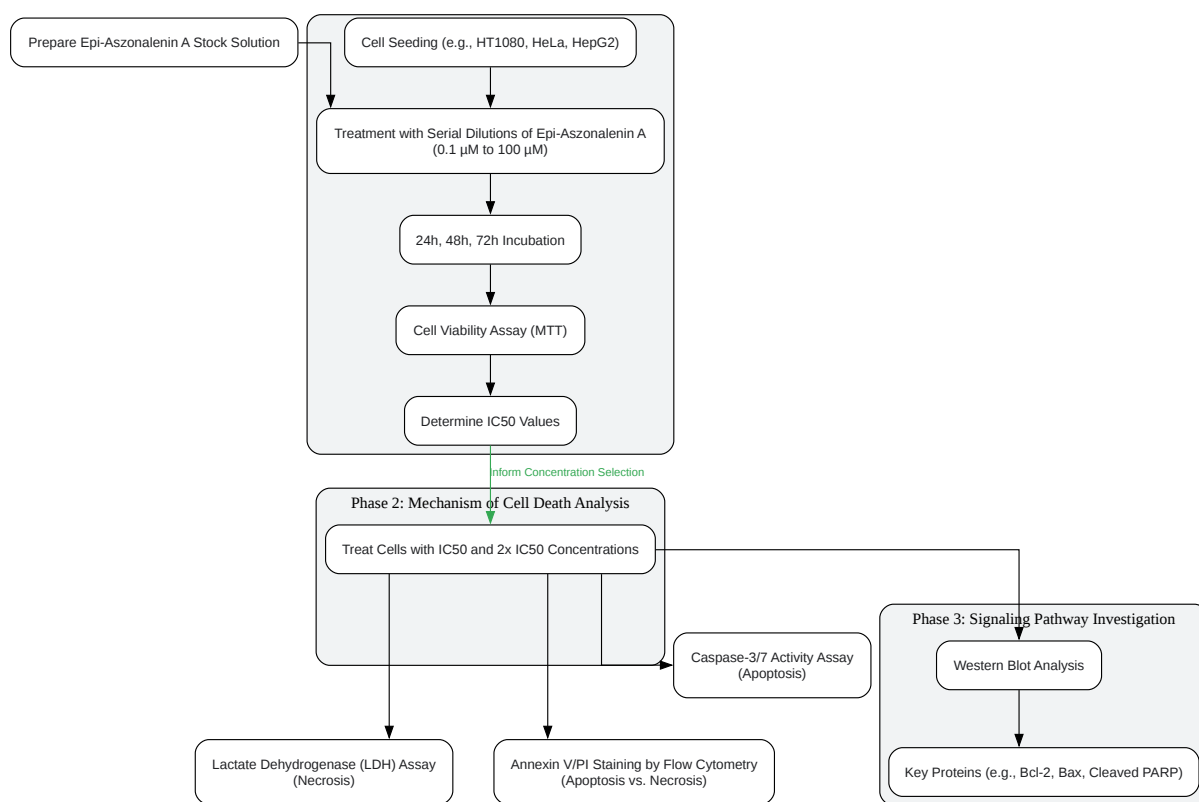 Prepare Epi-Aszonalenin A Stock Solution
Cell Seeding (e.g., HT1080, HeLa, HepG2)
Treatment with Serial Dilutions of Epi-Aszonalenin A
(0.1 µM to 100 µM)
24h, 48h, 72h Incubation
Cell Viability Assay (MTT)
Determine IC50 Values
Inform Concentration Selection
Phase 2: Mechanism of Cell Death Analysis
Treat Cells with IC50 and 2x IC50 Concentrations
Phase 3: Signaling Pathway Investigation
Caspase-3/7 Activity Assay
(Apoptosis)
Western Blot Analysis
Lactate Dehydrogenase (LDH) Assay
(Necrosis)
Annexin V/PI Staining by Flow Cytometry
(Apoptosis vs. Necrosis)
Key Proteins (e.g., Bcl-2, Bax, Cleaved PARP)